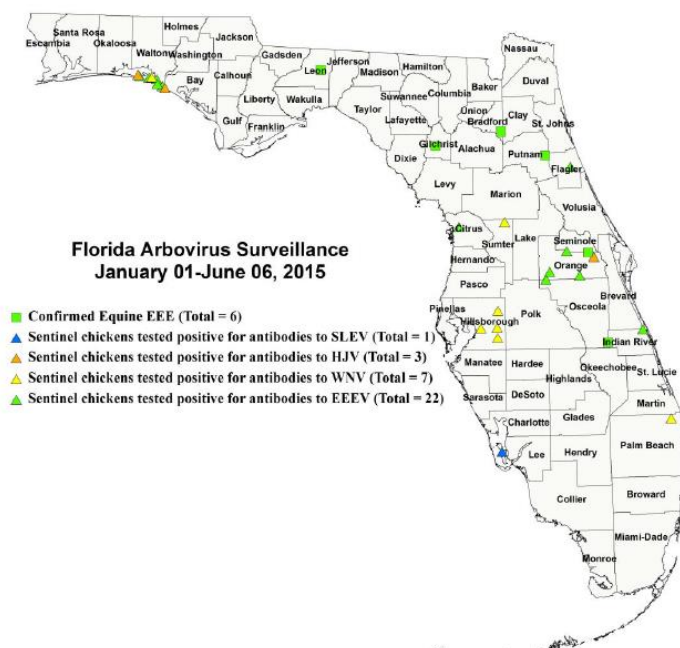 Nassau
Holmes
Jackson
Santa Rosa
Escambia
Okaloosa
Walton
Washington
Gadsden
Jefferson
Hamilton
Leon
Madison
Baker
Duval
Bay
Calhoun
Suwannee
Columbia
Liberty
Wakulla
Taylor
Union
Clay
Bradford
St. Johns
Gulf
Lafayette
Franklin
Gilchrist
Alachua
Putnam
Dixie
Flagler
Levy
Marion
Volusia
Citrus
Lake
Seminole
Sumter
Hernando
Orange
Pasco
Brevard
Osceola
Pinellas
Polk
Hillsborough
Indian River
Manatee
Hardee
Okeechobee
Highlands
St. Lucie
Sarasota
DeSoto
Martin
Charlotte
Glades
Palm Beach
Lee
Hendry
Collier
Broward
Miami-Dade
Monroe
Florida Arbovirus Surveillance
January 01-June 06, 2015
Confirmed Equine EEE (Total = 6)
Sentinel chickens tested positive for antibodies to SLEV (Total = 1)
Sentinel chickens tested positive for antibodies to HJV (Total = 3)
Sentinel chickens tested positive for antibodies to WNV (Total = 7)
Sentinel chickens tested positive for antibodies to EEEV (Total = 22)